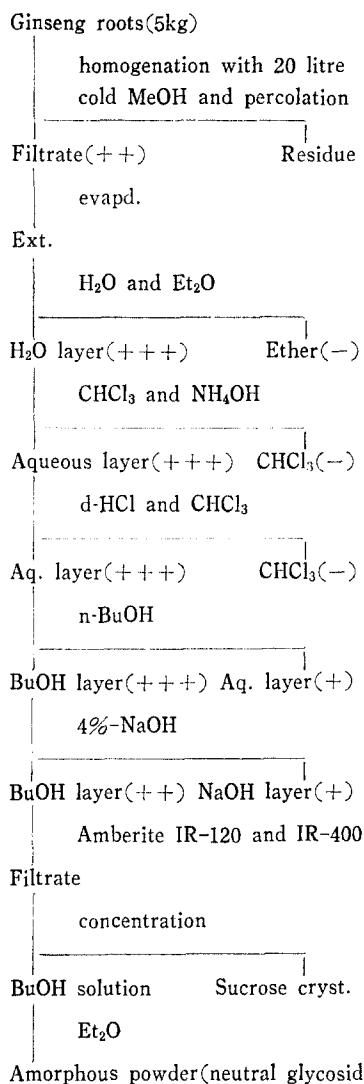 Ginseng roots(5kg)
homogenation with 20 litre
cold MeOH and percolation
Filtrate(++) Residue
evapd.
Ext.
H₂O and Et₂O
H₂O layer(+++) Ether(-)
CHCl₃ and NH₄OH
Aqueous layer(+++) CHCl₃(-)
d-HCl and CHCl₃
Aq. layer(+++) CHCl₃(-)
n-BuOH
BuOH layer(+++) Aq. layer(+)
4%-NaOH
BuOH layer(++) NaOH layer(+)
Amberite IR-120 and IR-400
Filtrate
concentration
BuOH solution Sucrose cryst.
Et₂O
Amorphous powder(neutral glycosid